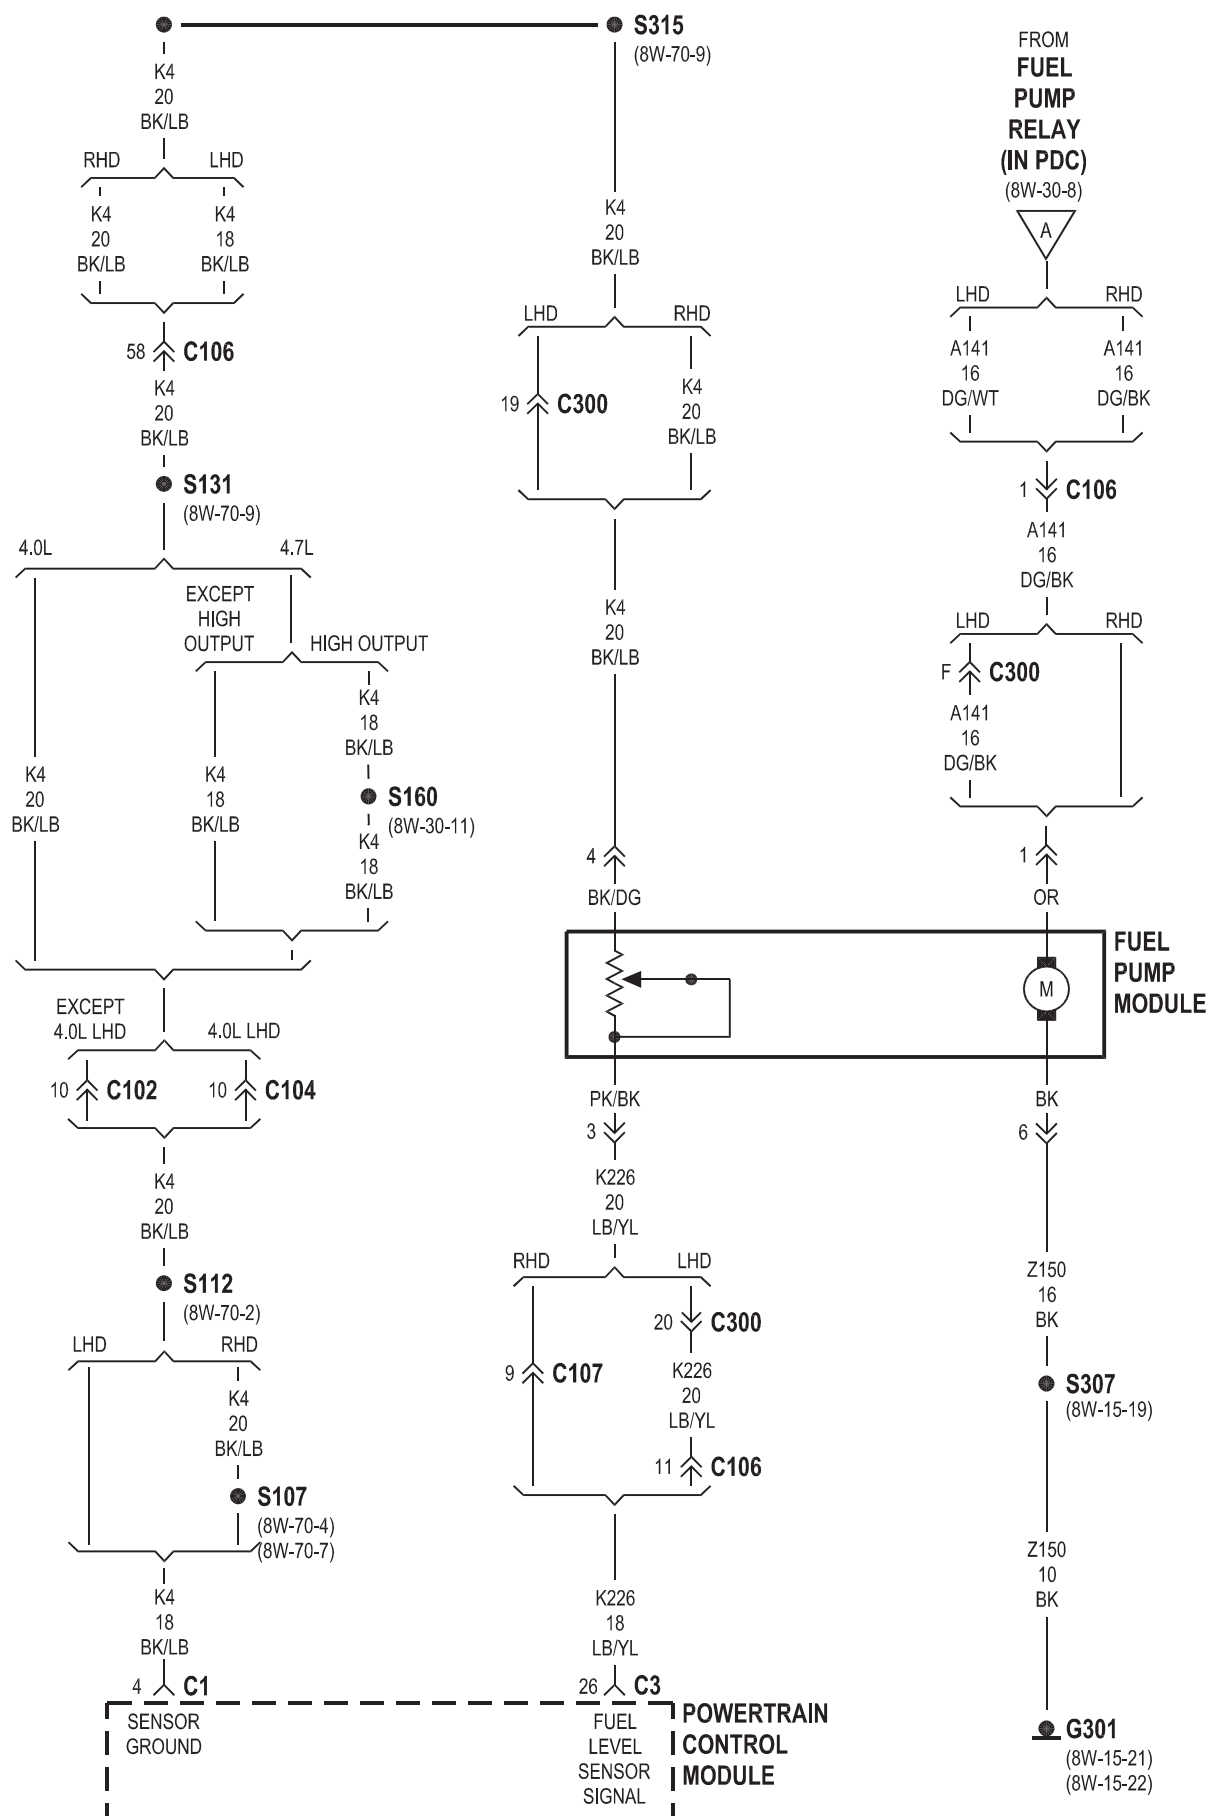 S315
(8W-70-9)
K4
20
BK/LB
RHD
LHD
K4
20
BK/LB
K4
18
BK/LB
58
C106
K4
20
BK/LB
S131
(8W-70-9)
4.0L
4.7L
EXCEPT
HIGH
OUTPUT
HIGH OUTPUT
K4
18
BK/LB
K4
20
BK/LB
K4
18
BK/LB
S160
(8W-30-11)
K4
18
BK/LB
EXCEPT
4.0L LHD
4.0L LHD
10
C102
10
C104
K4
20
BK/LB
S112
(8W-70-2)
LHD
RHD
K4
20
BK/LB
S107
(8W-70-4)
(8W-70-7)
K4
18
BK/LB
4
C1
SENSOR
GROUND
K4
20
BK/LB
LHD
RHD
19
C300
K4
20
BK/LB
K4
20
BK/LB
4
BK/DG
PK/BK
3
K226
20
LB/YL
RHD
LHD
20
C300
9
C107
K226
20
LB/YL
11
C106
K226
18
LB/YL
26
C3
FUEL
LEVEL
SENSOR
SIGNAL
POWERTRAIN
CONTROL
MODULE
FROM
FUEL
PUMP
RELAY
(IN PDC)
(8W-30-8)
A
LHD
RHD
A141
16
DG/WT
A141
16
DG/BK
1
C106
A141
16
DG/BK
LHD
RHD
F
C300
A141
16
DG/BK
1
OR
FUEL
PUMP
MODULE
M
BK
6
Z150
16
BK
S307
(8W-15-19)
Z150
10
BK
G301
(8W-15-21)
(8W-15-22)